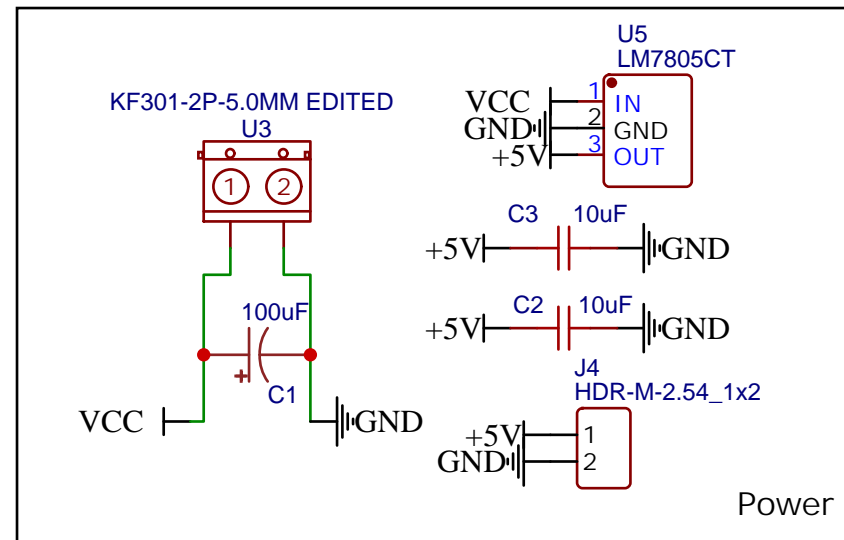 KF301-2P-5.0MM EDITED
U3
1 2
100uF
+
C1
VCC
GND
U5
LM7805CT
VCC 1 IN
GND 2 GND
+5V 3 OUT
C3 10uF
+5V GND
C2 10uF
+5V GND
J4
HDR-M-2.54_1x2
+5V 1
GND 2
Power